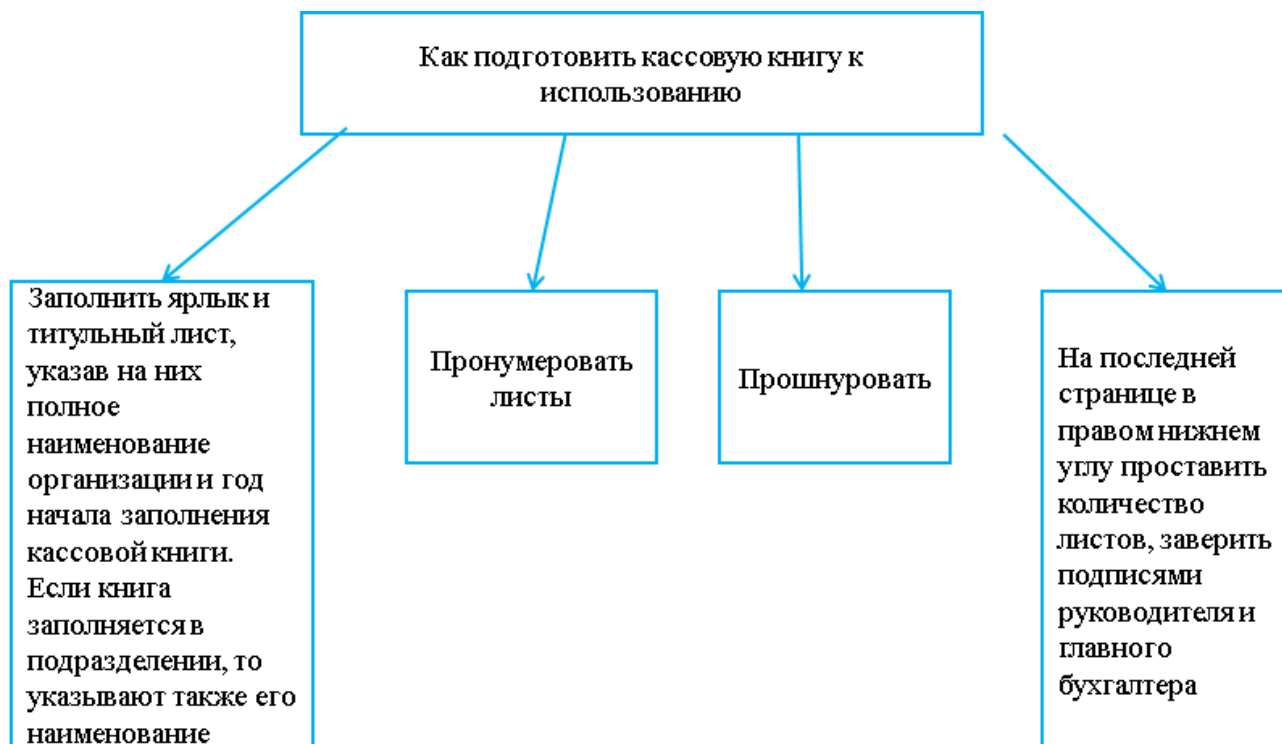 Как подготовить кассовую книгу к
использованию
Заполнить ярлык и
титульный лист,
указав на них
полное
наименование
организации и год
начала заполнения
кассовой книги.
Если книга
заполняется в
подразделении, то
указывают также его
наименование
Пронумеровать
листы
Прошнуровать
На последней
странице в
правом нижнем
углу проставить
количество
листов, заверить
подписями
руководителя и
главного
бухгалтера